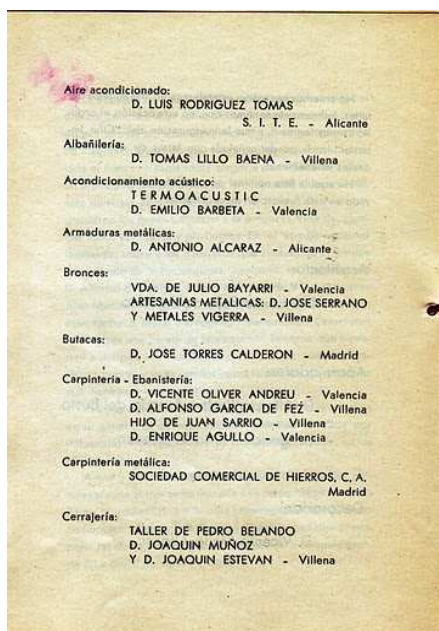 Aire acondicionado:
D. LUIS RODRIGUEZ TOMAS
S. I. T. E. - Alicante
Albañilería:
D. TOMAS LILLO BAENA - Villena
Acondicionamiento acústico:
TERMOACUSTIC
D. EMILIO BARBETA - Valencia
Armaduras metálicas:
D. ANTONIO ALCARAZ - Alicante
Bronces:
VDA. DE JULIO BAYARRI - Valencia
ARTESANIAS METALICAS: D. JOSE SERRANO
Y METALES VIGERRA - Villena
Butacas:
D. JOSE TORRES CALDERON - Madrid
Carpintería - Ebanistería:
D. VICENTE OLIVER ANDREU - Valencia
D. ALFONSO GARCIA DE FEZ - Villena
HIJO DE JUAN SARRIO - Villena
D. ENRIQUE AGULLO - Valencia
Carpintería metálica:
SOCIEDAD COMERCIAL DE HIERROS, C. A.
Madrid
Cerrajería:
TALLER DE PEDRO BELANDO
D. JOAQUIN MUÑOZ
Y D. JOAQUIN ESTEVAN - Villena